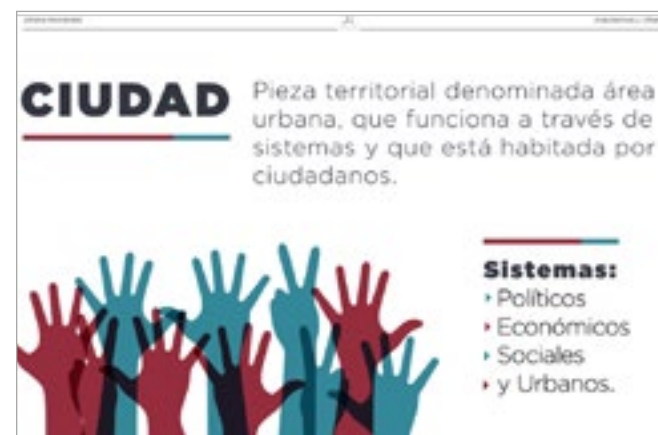 CIUDAD
Pieza territorial denominada área
urbana, que funciona a través de
sistemas y que está habitada por
ciudadanos.
Sistemas:
Políticos
Económicos
Sociales
y Urbanos.